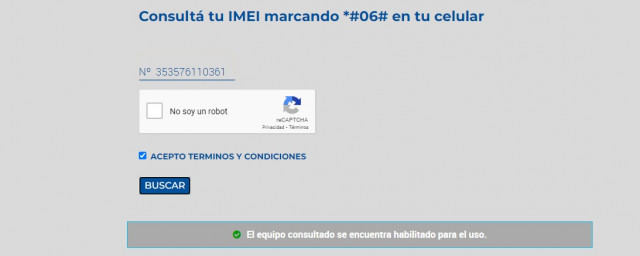 Consultá tu IMEI marcando *#06# en tu celular
Nº 353576110361
No soy un robot
reCAPTCHA
Privacidad - Términos
ACEPTO TERMINOS Y CONDICIONES
BUSCAR
El equipo consultado se encuentra habilitado para el uso.